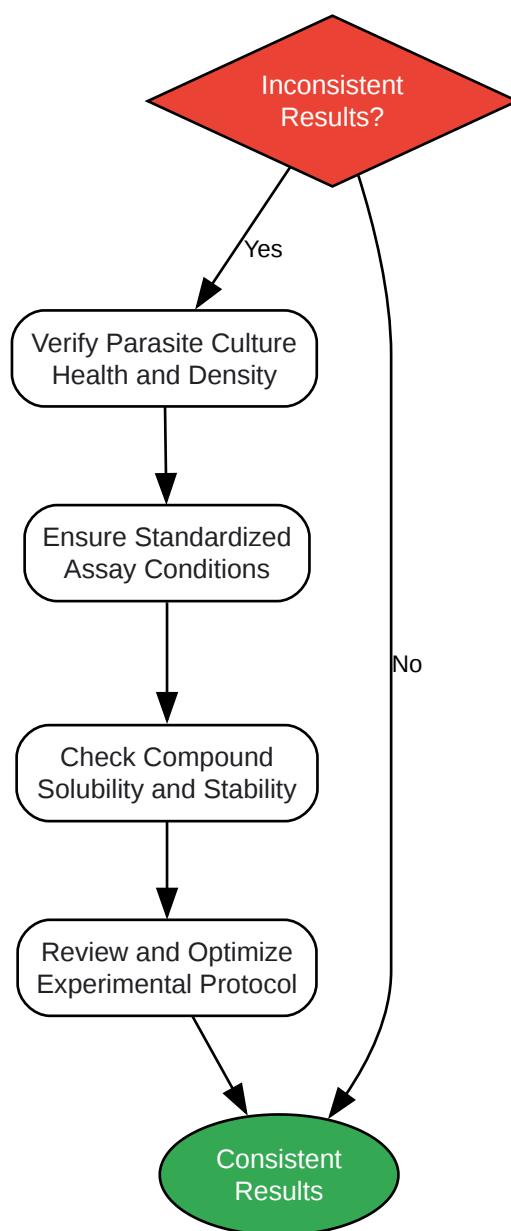 Inconsistent
Results?
Yes
Verify Parasite Culture
Health and Density
Ensure Standardized
Assay Conditions
No
Check Compound
Solubility and Stability
Review and Optimize
Experimental Protocol
Consistent
Results